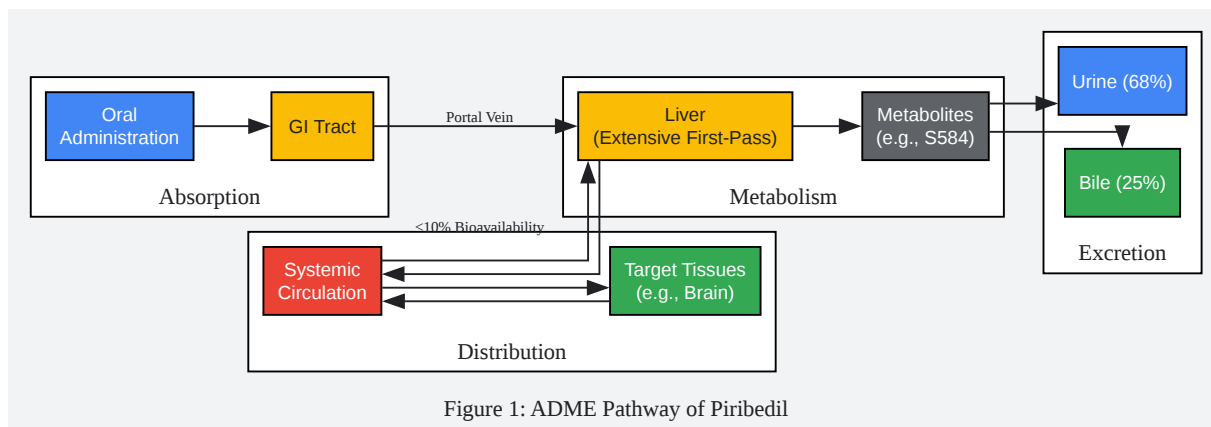 Oral
Administration
GI Tract
Absorption
Portal Vein
Liver
(Extensive First-Pass)
Metabolites
(e.g., S584)
Metabolism
Urine (68%)
Bile (25%)
Excretion
<10% Bioavailability
Systemic
Circulation
Target Tissues
(e.g., Brain)
Distribution
Figure 1: ADME Pathway of Piribedil